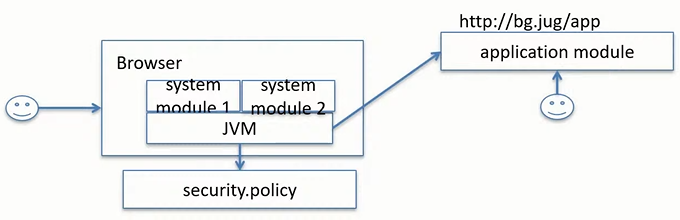 http://bg.jug/app
application module
Browser
system
module 1
system
module 2
JVM
security.policy